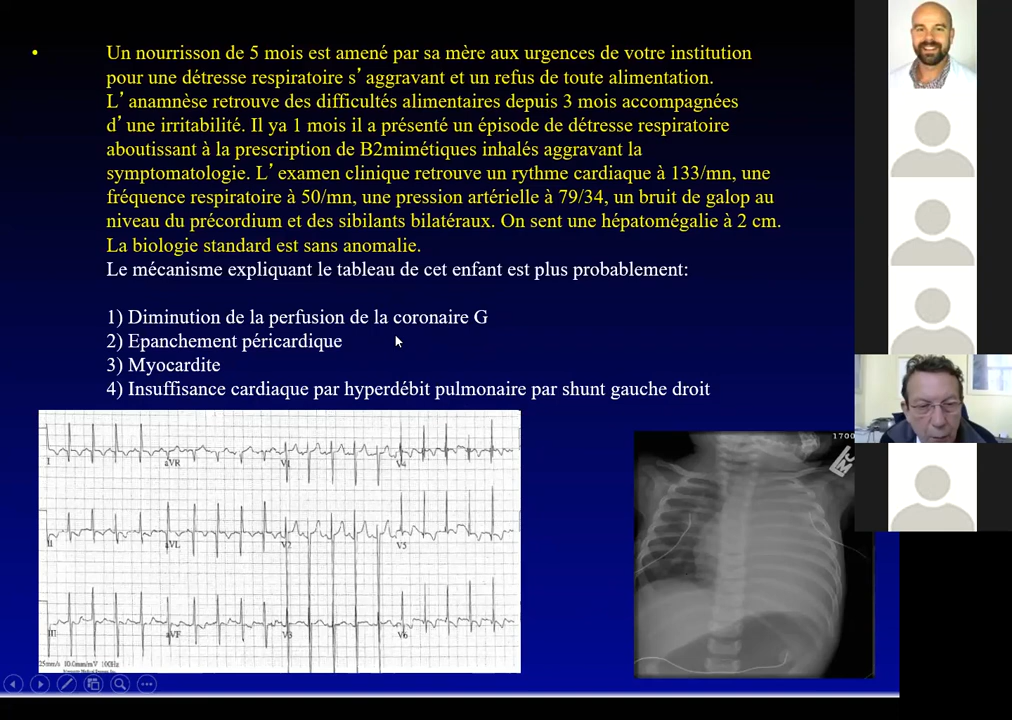 • Un nourrisson de 5 mois est amené par sa mère aux urgences de votre institution
pour une détresse respiratoire s’aggravant et un refus de toute alimentation.
L’anamnèse retrouve des difficultés alimentaires depuis 3 mois accompagnées
d’une irritabilité. Il ya 1 mois il a présenté un épisode de détresse respiratoire
aboutissant à la prescription de B2mimétiques inhalés aggravant la
symptomatologie. L’examen clinique retrouve un rythme cardiaque à 133/mn, une
fréquence respiratoire à 50/mn, une pression artérielle à 79/34, un bruit de galop au
niveau du précordium et des sibilants bilatéraux. On sent une hépatomégalie à 2 cm.
La biologie standard est sans anomalie.
Le mécanisme expliquant le tableau de cet enfant est plus probablement:
1) Diminution de la perfusion de la coronaire G
2) Epanchement péricardique
3) Myocardite
4) Insuffisance cardiaque par hyperdébit pulmonaire par shunt gauche droit
1700
I aVR V1 V4
II aVL V2 V5
III aVF V3 V6
25mm/s 10.0mm/mV 100Hz